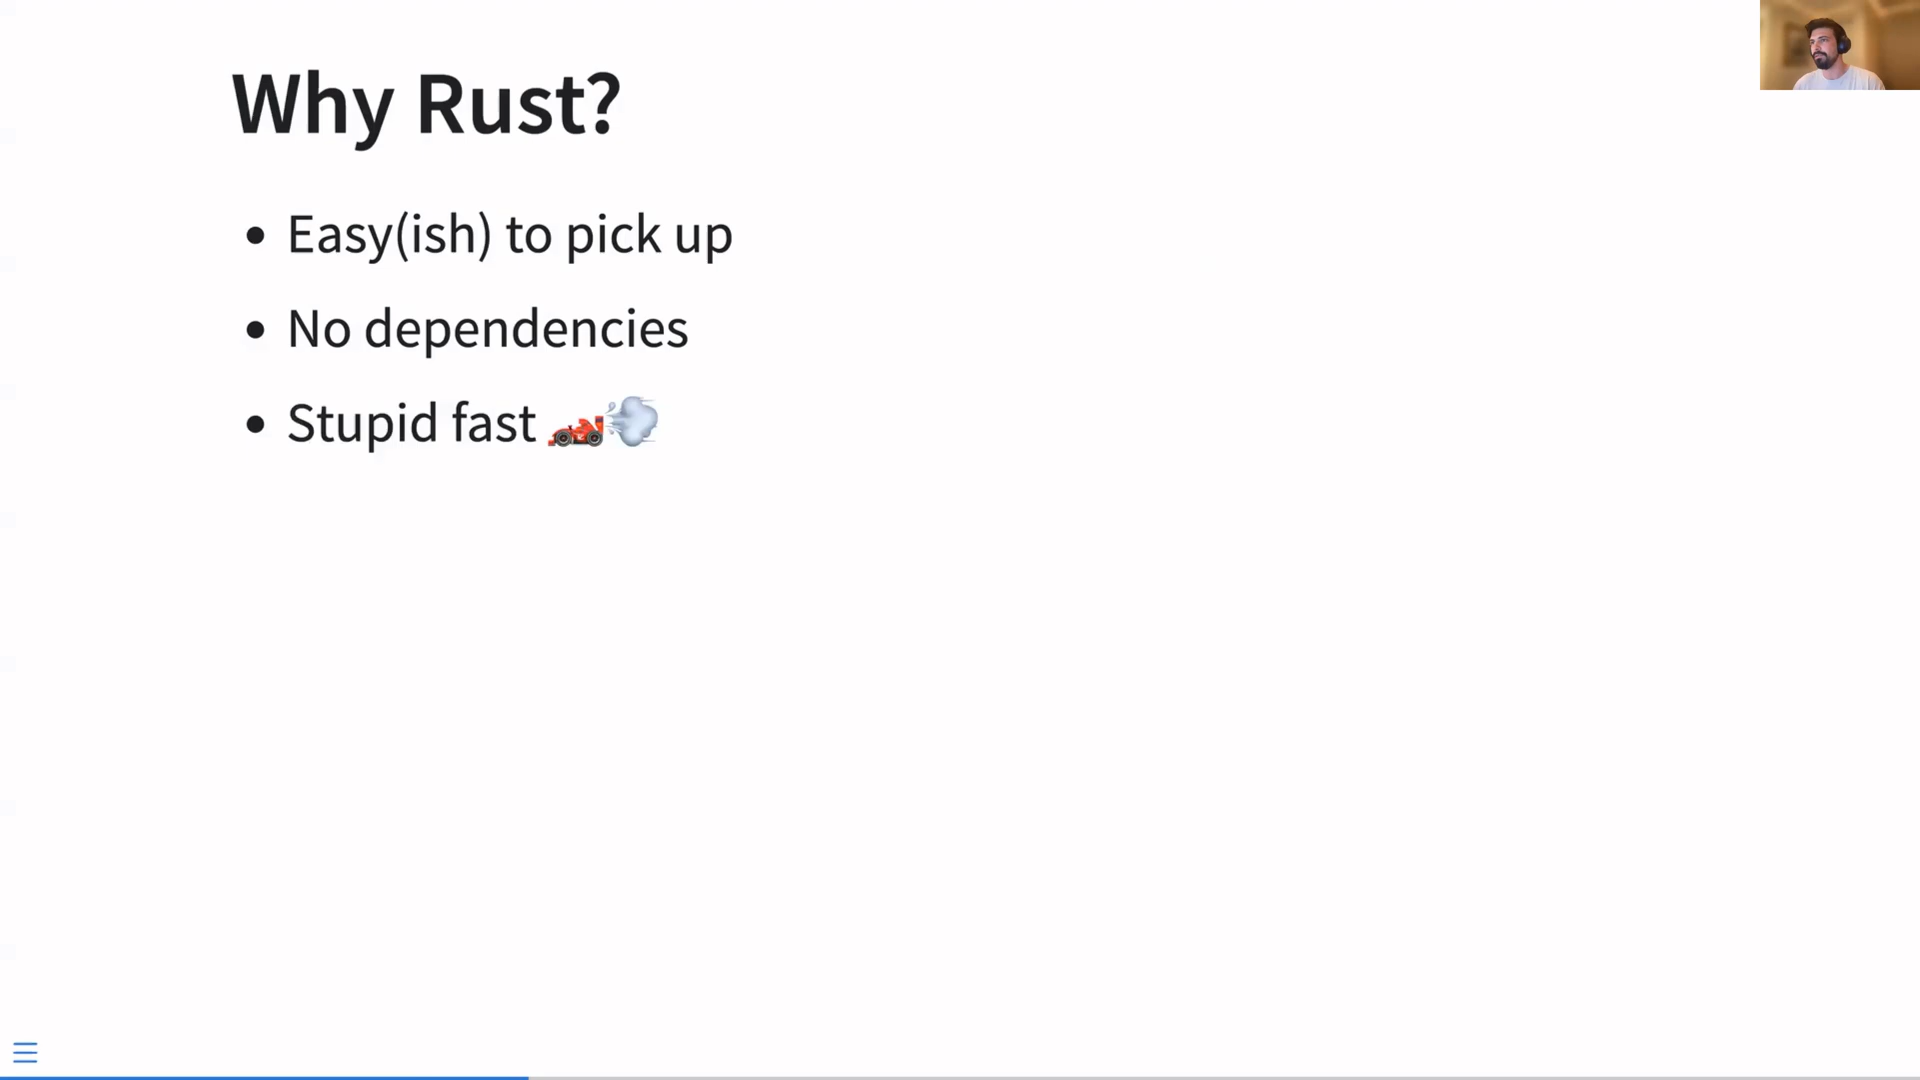 Why Rust?
• Easy(ish) to pick up
• No dependencies
• Stupid fast 🏎️💨